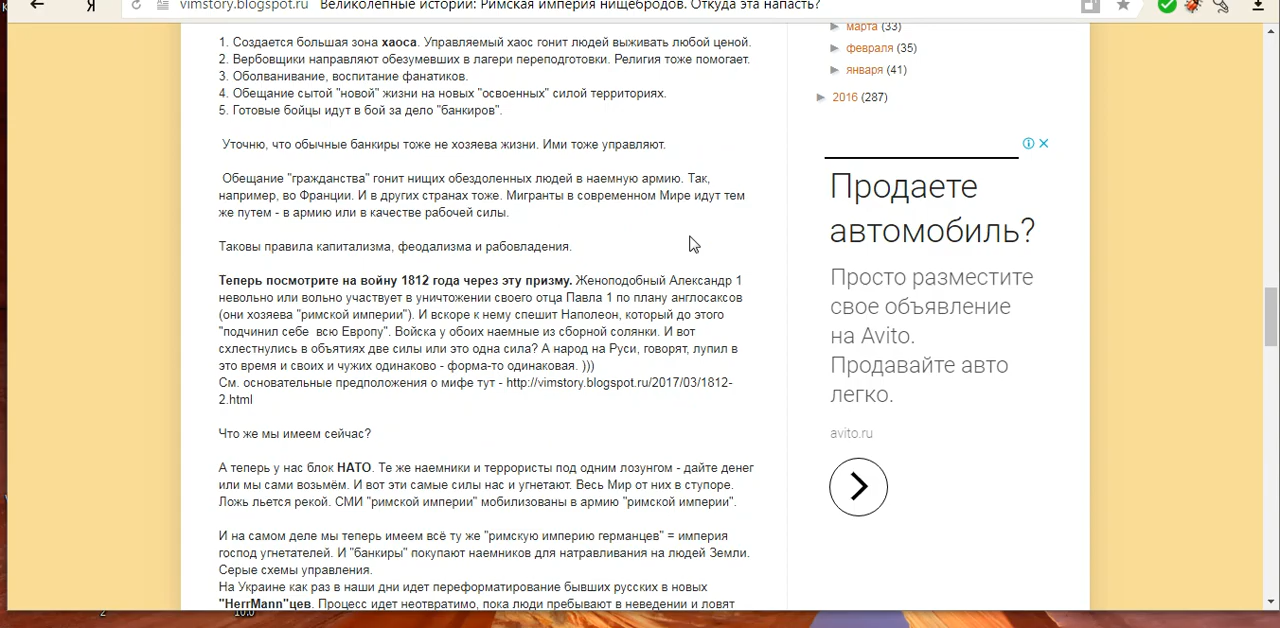 vimstory.blogspot.ru Великолепные истории: Римская империя нищебродов. Откуда эта напасть?
1. Создается большая зона хаоса. Управляемый хаос гонит людей выживать любой ценой.
2. Вербовщики направляют обезумевших в лагери переподготовки. Религия тоже помогает.
3. Оболванивание, воспитание фанатиков.
4. Обещание сытой "новой" жизни на новых "освоенных" силой территориях.
5. Готовые бойцы идут в бой за дело "банкиров".
Уточню, что обычные банкиры тоже не хозяева жизни. Ими тоже управляют.
Обещание "гражданства" гонит нищих обездоленных людей в наемную армию. Так,
например, во Франции. И в других странах тоже. Мигранты в современном Мире идут тем
же путем - в армию или в качестве рабочей силы.
Таковы правила капитализма, феодализма и рабовладения.
Теперь посмотрите на войну 1812 года через эту призму. Женоподобный Александр 1
невольно или вольно участвует в уничтожении своего отца Павла 1 по плану англосаксов
(они хозяева "римской империи"). И вскоре к нему спешит Наполеон, который до этого
"подчинил себе всю Европу". Войска у обоих наемные из сборной солянки. И вот
схлестнулись в объятиях две силы или это одна сила? А народ на Руси, говорят, лупил в
это время и своих и чужих одинаково - форма-то одинаковая. )))
См. основательные предположения о мифе тут - http://vimstory.blogspot.ru/2017/03/1812-
2.html
Что же мы имеем сейчас?
А теперь у нас блок НАТО. Те же наемники и террористы под одним лозунгом - дайте денег
или мы сами возьмём. И вот эти самые силы нас и угнетают. Весь Мир от них в ступоре.
Ложь льется рекой. СМИ "римской империи" мобилизованы в армию "римской империи".
И на самом деле мы теперь имеем всё ту же "римскую империю германцев" = империя
господ угнетателей. И "банкиры" покупают наемников для натравливания на людей Земли.
Серые схемы управления.
На Украине как раз в наши дни идет переформатирование бывших русских в новых
"HerrMann"цев. Процесс идет неотвратимо, пока люди пребывают в неведении и ловят
► марта (33)
► февраля (35)
► января (41)
► 2016 (287)
Продаете
автомобиль?
Просто разместите
свое объявление
на Avito.
Продавайте авто
легко.
avito.ru